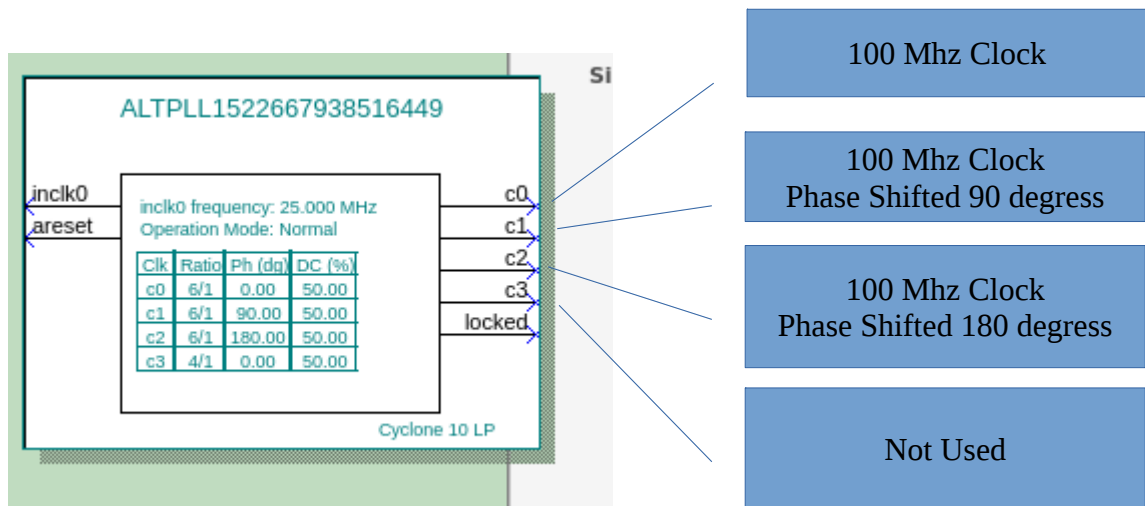 Si
ALTPLL1522667938516449
inclk0
areset
inclk0 frequency: 25.000 MHz
Operation Mode: Normal
Clk Ratio Ph (dg) DC (%)
c0 6/1 0.00 50.00
c1 6/1 90.00 50.00
c2 6/1 180.00 50.00
c3 4/1 0.00 50.00
c0
c1
c2
c3
locked
Cyclone 10 LP
100 Mhz Clock
100 Mhz Clock
Phase Shifted 90 degress
100 Mhz Clock
Phase Shifted 180 degress
Not Used